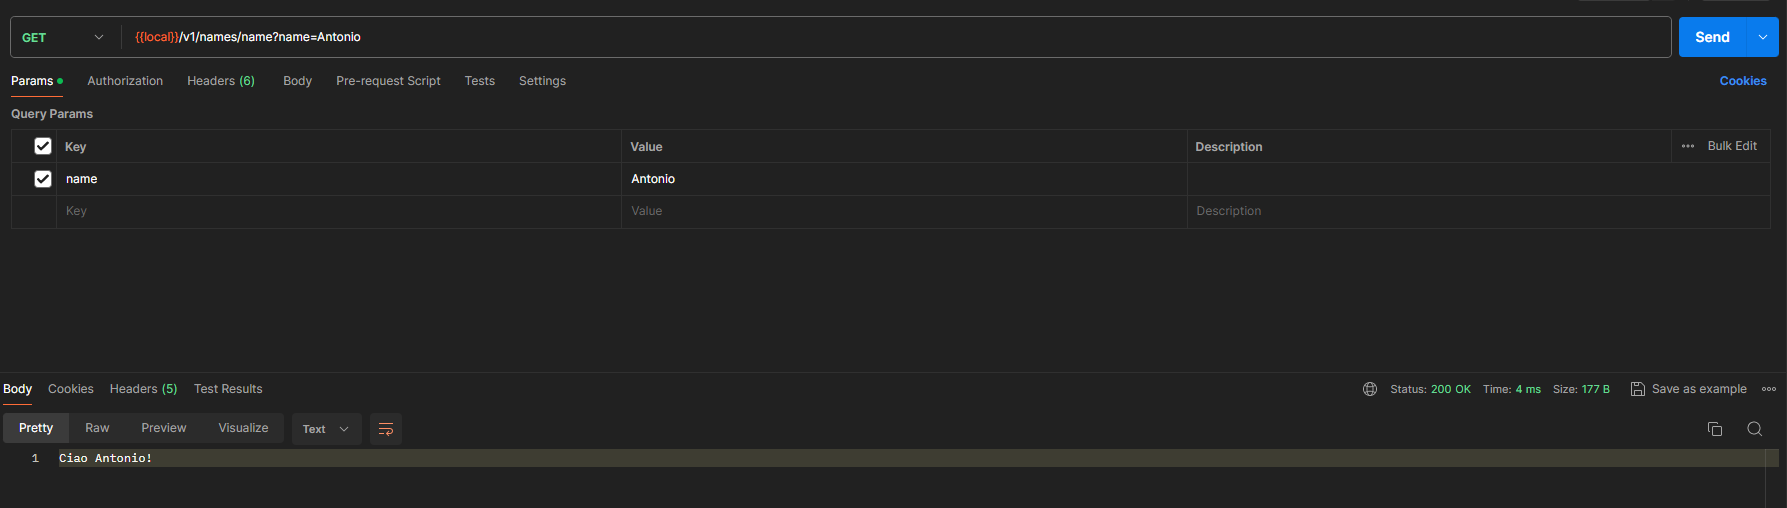 GET {{local}}/v1/names/name?name=Antonio Send
Params Authorization Headers (6) Body Pre-request Script Tests Settings Cookies
Query Params
Key Value Description Bulk Edit
name Antonio
Key Value Description
Body Cookies Headers (5) Test Results Status: 200 OK Time: 4 ms Size: 177 B Save as example
Pretty Raw Preview Visualize Text
1 Ciao Antonio!